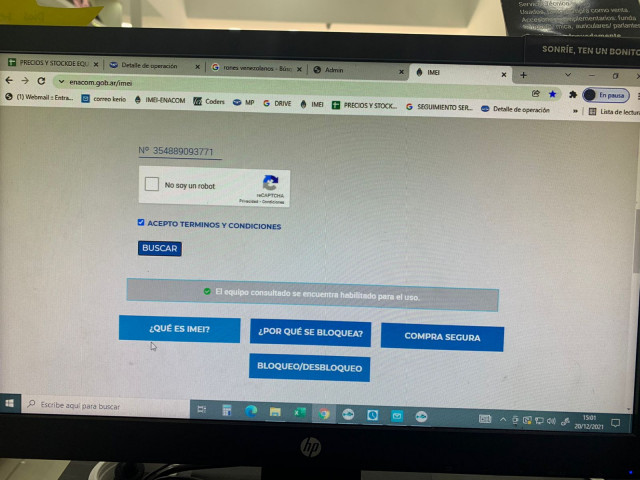 Servicio Técnico
SONRÍE, TEN UN BONITO
PRECIOS Y STOCKDE EQU
Detalle de operación
runes venezolanos - Bus
Admin
IMEI
enacom.gob.ar/imei
En pausa
(1) Webmail :: Entra...
correo kerio
IMEI-ENACOM
Coders
MP
DRIVE
IMEI
PRECIOS Y STOCK...
SEGUIMIENTO SER...
Detalle de operación
»
Lista de lectura
Nº 354889093771
No soy un robot
reCAPTCHA
Privacidad - Condiciones
ACEPTO TERMINOS Y CONDICIONES
BUSCAR
El equipo consultado se encuentra habilitado para el uso.
¿QUÉ ES IMEI?
¿POR QUÉ SE BLOQUEA?
COMPRA SEGURA
BLOQUEO/DESBLOQUEO
Escribe aquí para buscar
15:01
20/12/2021
hp